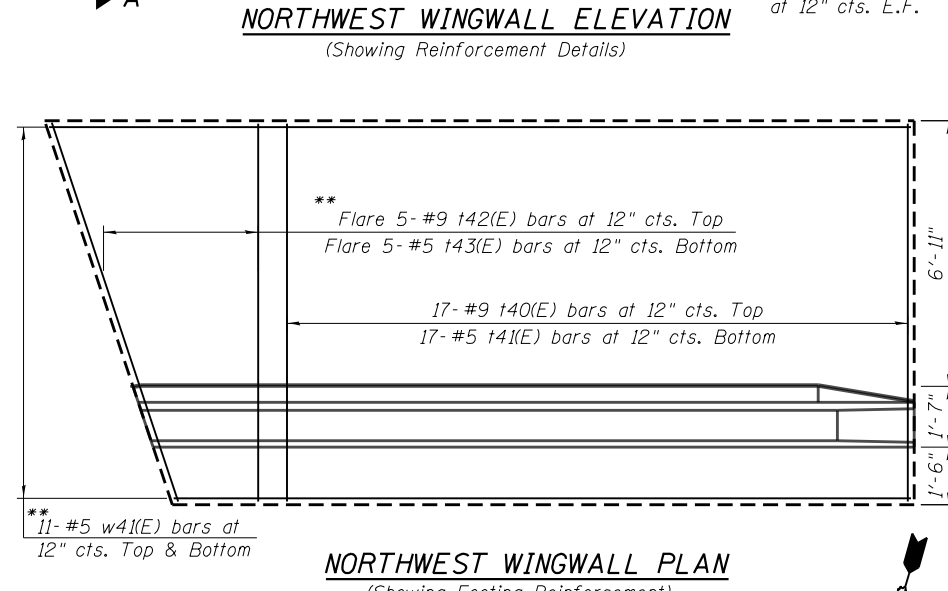 A
at 12" cts. E.F.
NORTHWEST WINGWALL ELEVATION
(Showing Reinforcement Details)
**
Flare 5-#9 t42(E) bars at 12" cts. Top
Flare 5-#5 t43(E) bars at 12" cts. Bottom
6'-11"
17-#9 t40(E) bars at 12" cts. Top
17-#5 t41(E) bars at 12" cts. Bottom
1'-7"
1'-6"
**
11-#5 w41(E) bars at
12" cts. Top & Bottom
NORTHWEST WINGWALL PLAN
(Showing Footing Reinforcement)